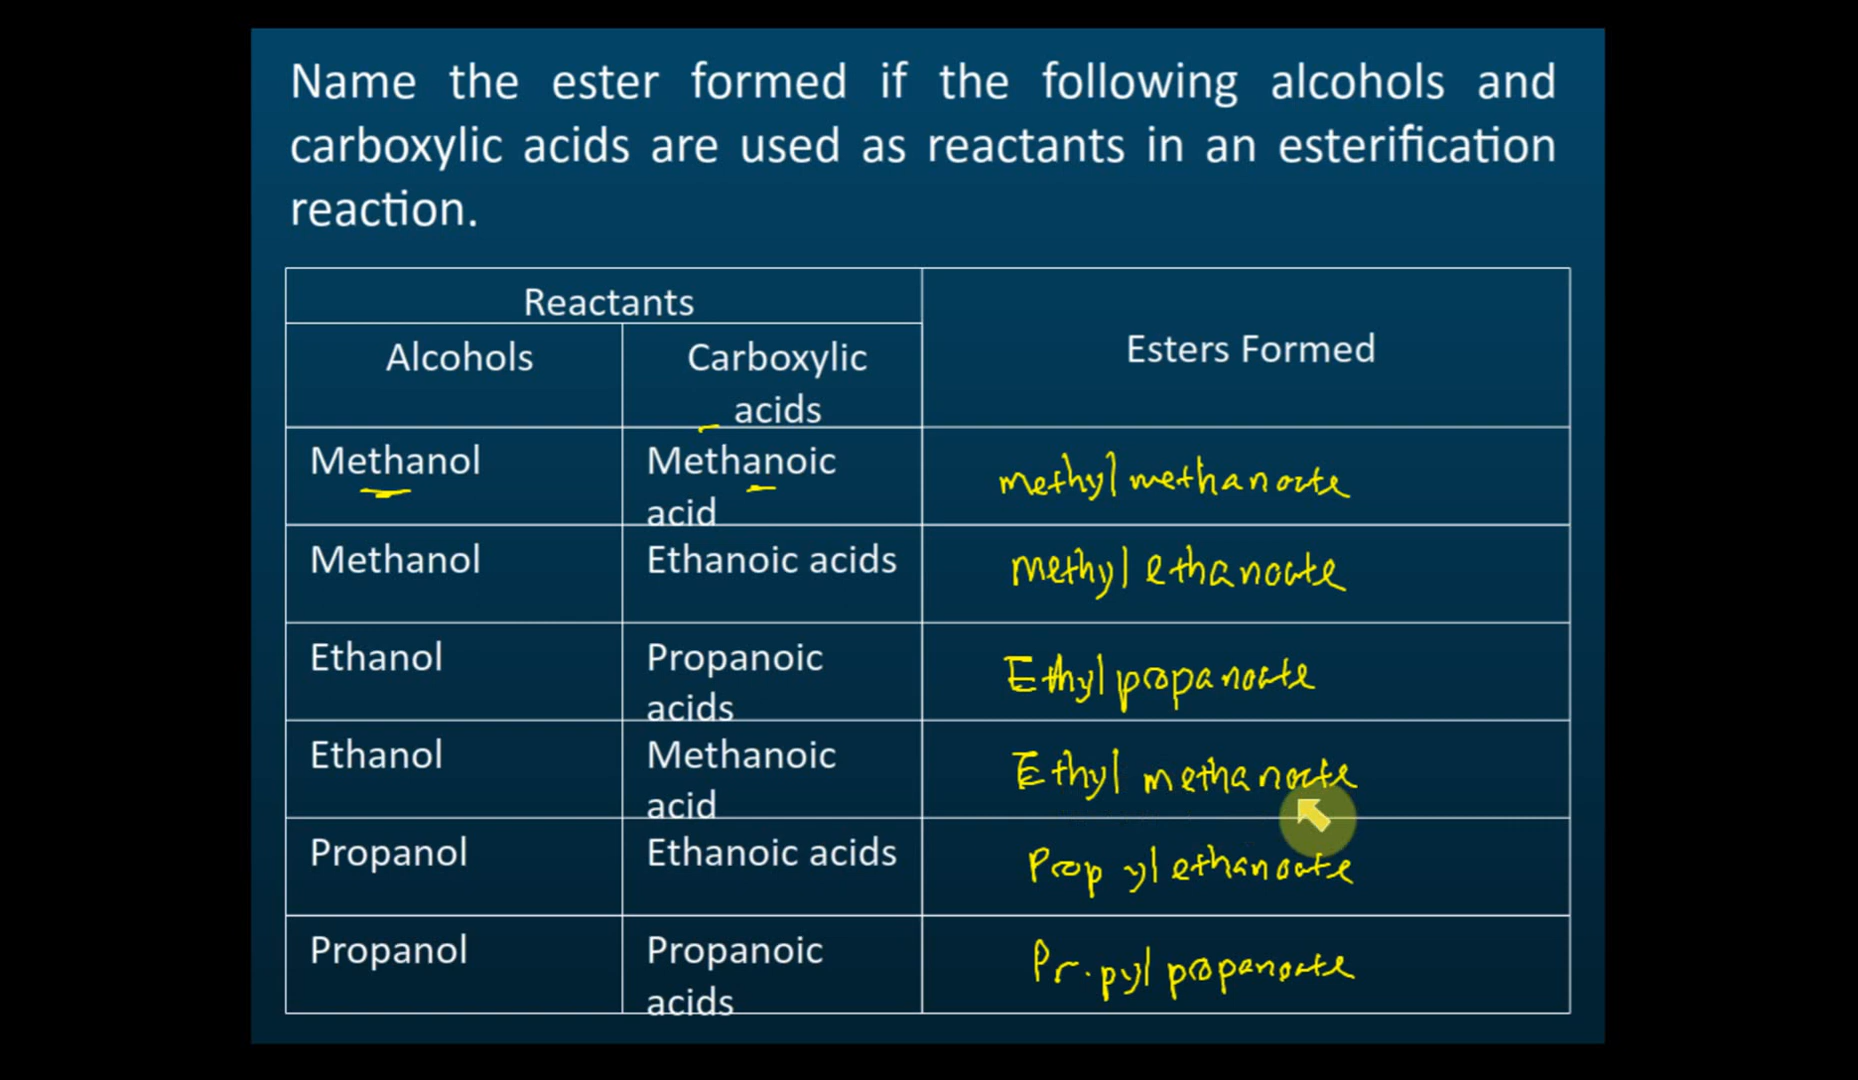 Name the ester formed if the following alcohols and
carboxylic acids are used as reactants in an esterification
reaction.
Reactants
Esters Formed
Alcohols
Carboxylic
acids
Methanol
Methanoic
acid
methyl methanoate
Methanol
Ethanoic acids
methyl ethanoate
Ethanol
Propanoic
acids
Ethyl propanoate
Ethanol
Methanoic
acid
Ethyl methanoate
Propanol
Ethanoic acids
Propyl ethanoate
Propanol
Propanoic
acids
Propyl propanoate